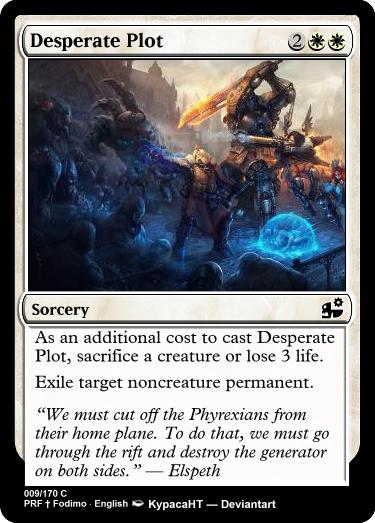 Desperate Plot 2
Sorcery
As an additional cost to cast Desperate
Plot, sacrifice a creature or lose 3 life.
Exile target noncreature permanent.
“We must cut off the Phyrexians from
their home plane. To do that, we must go
through the rift and destroy the generator
on both sides.” — Elspeth
009/170 C
PRF † Fodimo · English KypacaHT — Deviantart